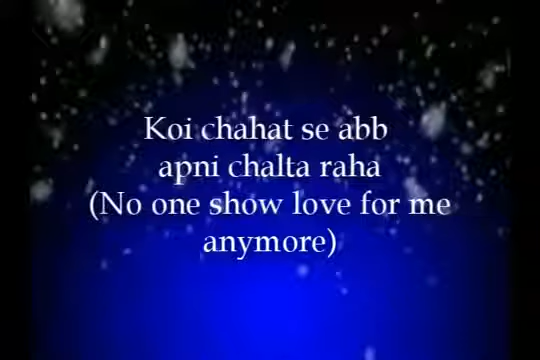 Koi chahat se abb
apni chalta raha
(No one show love for me
anymore)